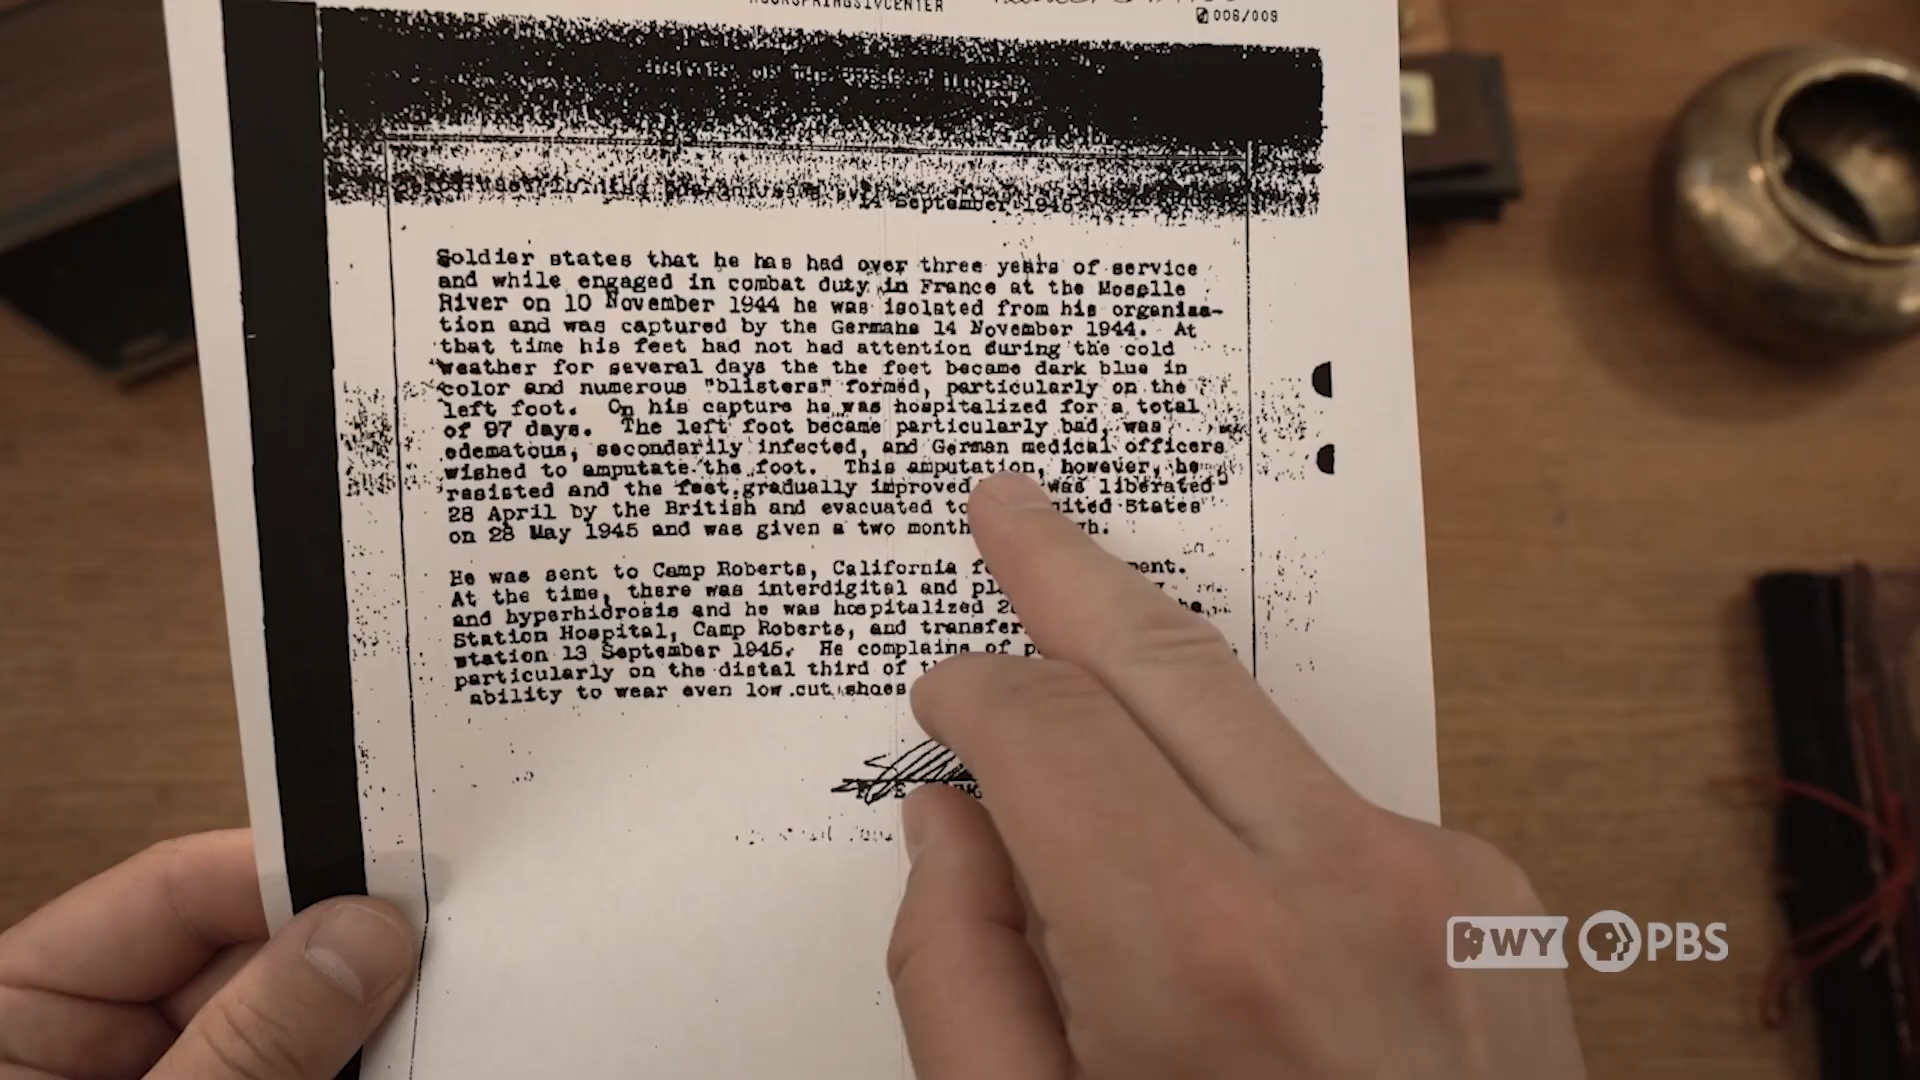 008/009
14 September 1945
Soldier states that he has had over three years of service
and while engaged in combat duty in France at the Moselle
River on 10 November 1944 he was isolated from his organiza-
tion and was captured by the Germans 14 November 1944. At
that time his feet had not had attention during the cold
weather for several days the the feet became dark blue in
color and numerous "blisters" formed, particularly on the
left foot. On his capture he was hospitalized for a total
of 97 days. The left foot became particularly bad, was
edematous, secondarily infected, and German medical officers
wished to amputate the foot. This amputation, however, he
resisted and the feet gradually improved was liberated
28 April by the British and evacuated to States
on 28 May 1945 and was given a two month
He was sent to Camp Roberts, California
At the time, there was interdigital and
and hyperhidrosis and he was hospitalized
Station Hospital, Camp Roberts, and
station 13 September 1945. He complains of
particularly on the distal third of
ability to wear even low cut shoes
WY PBS